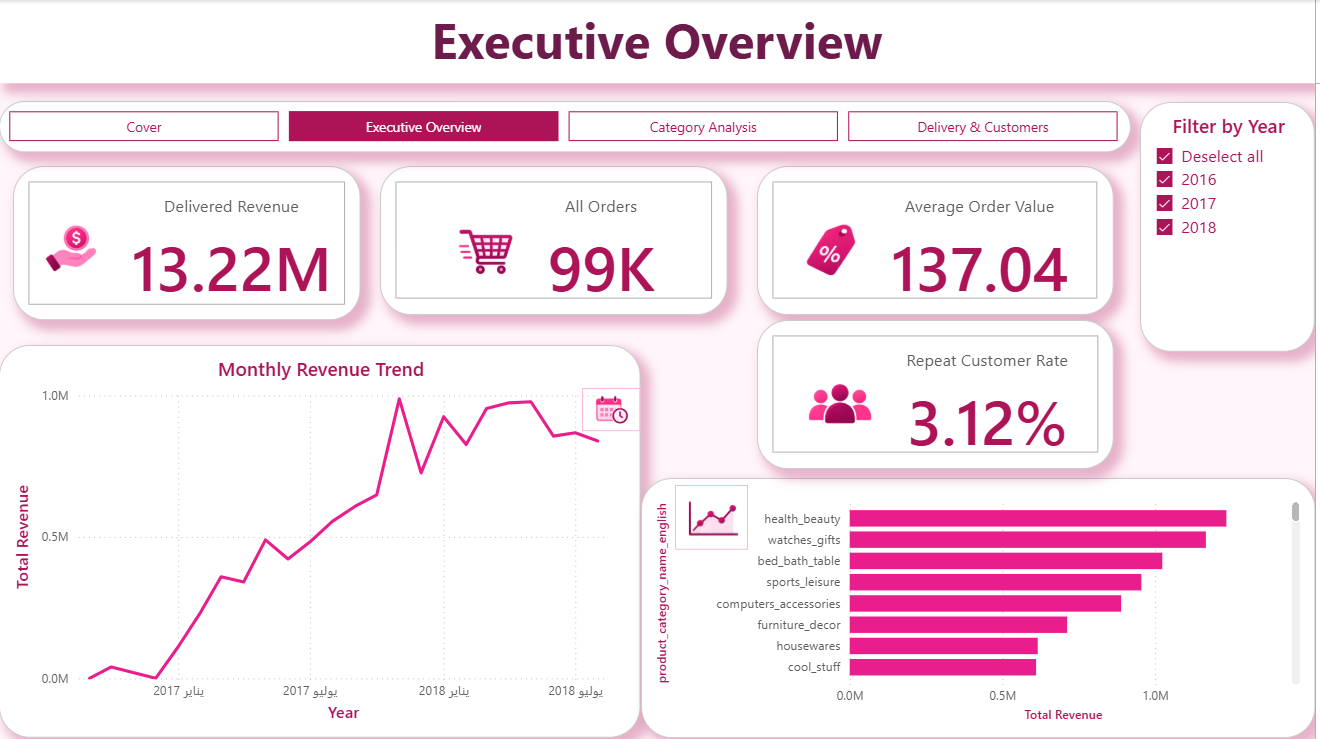 Executive Overview
Cover
Executive Overview
Category Analysis
Delivery & Customers
Filter by Year
Deselect all
2016
2017
2018
Delivered Revenue
$
13.22M
All Orders
99K
Average Order Value
%
137.04
Repeat Customer Rate
3.12%
Monthly Revenue Trend
Total Revenue
1.0M
0.5M
0.0M
يناير 2017
يوليو 2017
يناير 2018
يوليو 2018
Year
product_category_name_english
health_beauty
watches_gifts
bed_bath_table
sports_leisure
computers_accessories
furniture_decor
housewares
cool_stuff
0.0M
0.5M
1.0M
Total Revenue